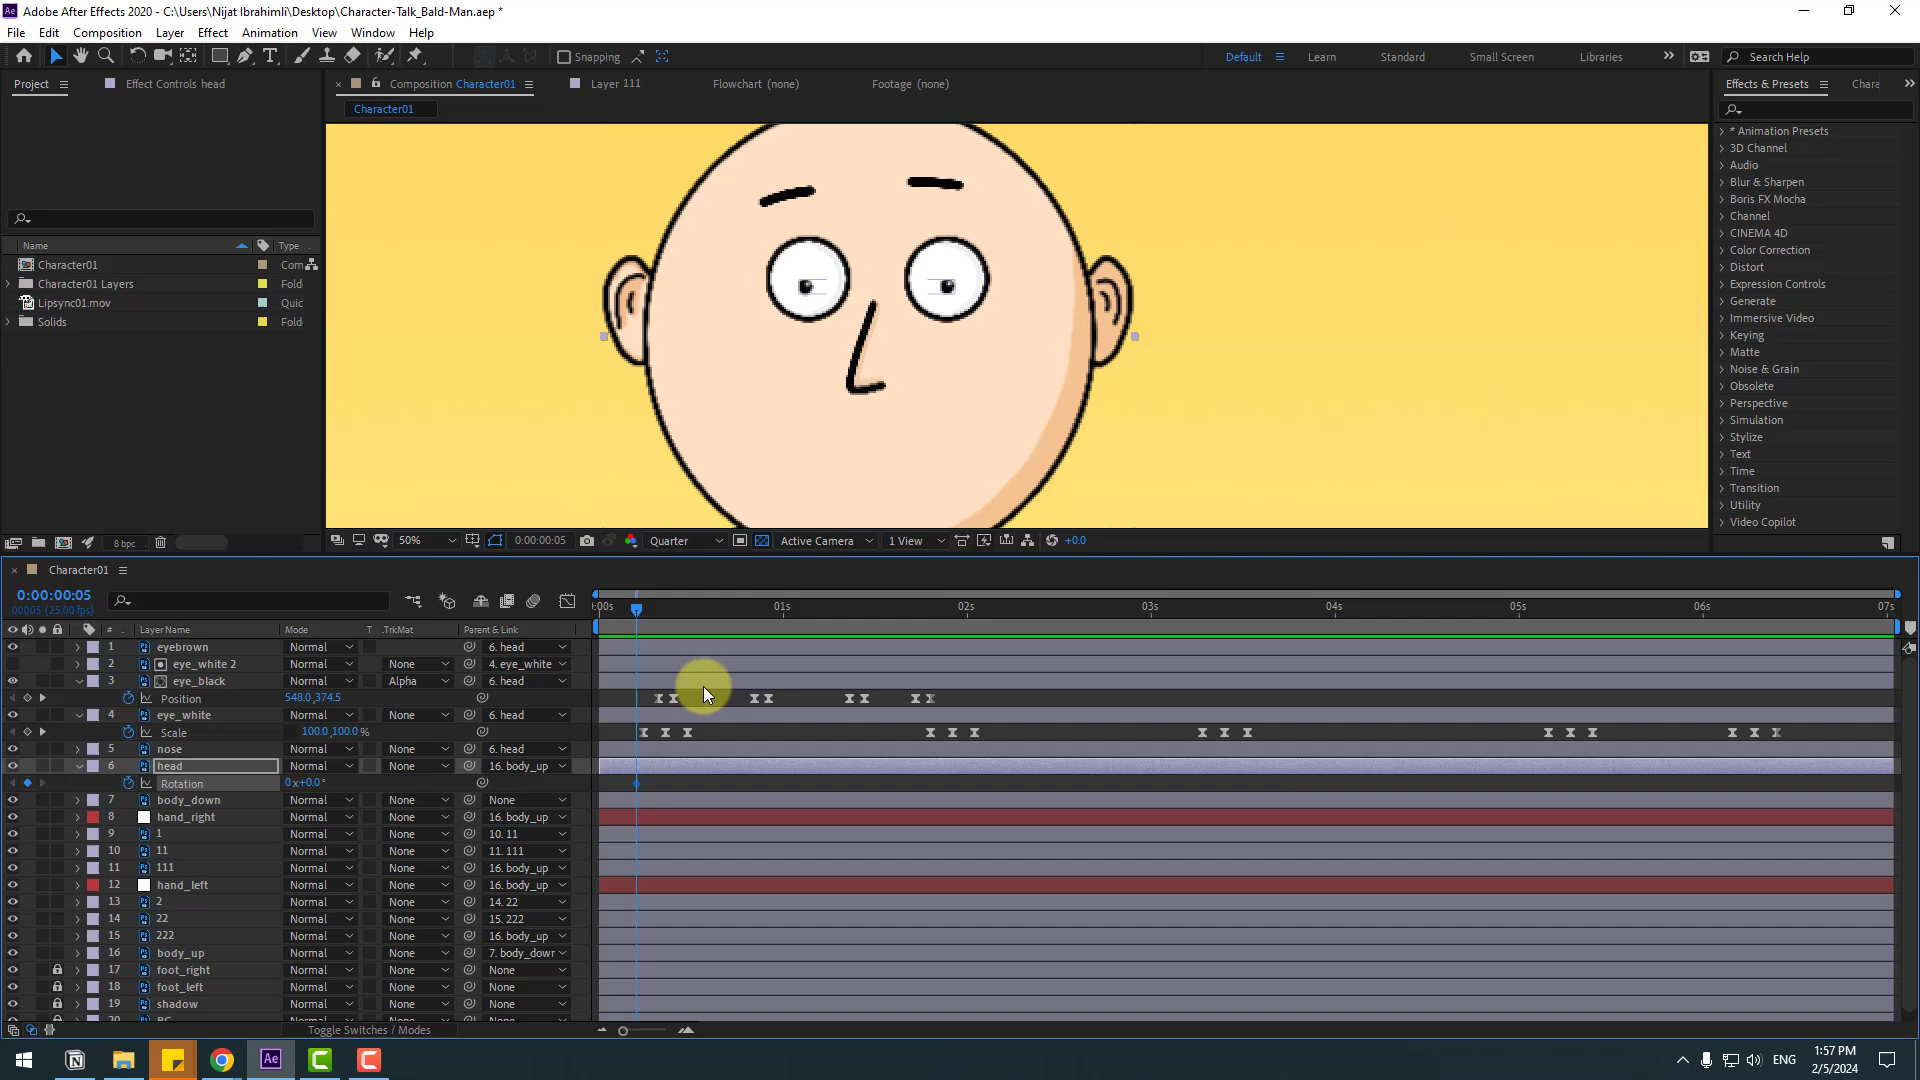 Adobe After Effects 2020 - C:\Users\Nijat Ibrahimli\Desktop\Character-Talk_Bald-Man.aep *
File Edit Composition Layer Effect Animation View Window Help
Snapping Default Learn Standard Small Screen Libraries Search Help
Project Effect Controls head Composition Character01 Layer 111 Flowchart (none) Footage (none) Effects & Presets Chara
Character01
* Animation Presets
3D Channel
Audio
Blur & Sharpen
Boris FX Mocha
Channel
CINEMA 4D
Color Correction
Distort
Expression Controls
Generate
Immersive Video
Keying
Matte
Noise & Grain
Obsolete
Perspective
Simulation
Stylize
Text
Time
Transition
Utility
Video Copilot
Name Type
Character01 Com
Character01 Layers Fold
Lipsync01.mov Quic
Solids Fold
8 bpc 50% 0:00:00:05 Quarter Active Camera 1 View +0.0
Character01
0:00:00:05
00005 (25.00 fps)
:00s 01s 02s 03s 04s 05s 06s 07s
# Layer Name Mode T .TrkMat Parent & Link
1 eyebrown Normal 6. head
2 eye_white 2 Normal None 4. eye_white
3 eye_black Normal Alpha 6. head
Position 548.0,374.5
4 eye_white Normal None 6. head
Scale 100.0,100.0%
5 nose Normal None 6. head
6 head Normal None 16. body_up
Rotation 0x+0.0°
7 body_down Normal None None
8 hand_right Normal None 16. body_up
9 1 Normal None 10. 11
10 11 Normal None 11. 111
11 111 Normal None 16. body_up
12 hand_left Normal None 16. body_up
13 2 Normal None 14. 22
14 22 Normal None 15. 222
15 222 Normal None 16. body_up
16 body_up Normal None 7. body_dowr
17 foot_right Normal None None
18 foot_left Normal None None
19 shadow Normal None None
Toggle Switches / Modes
Ae ENG 1:57 PM
2/5/2024